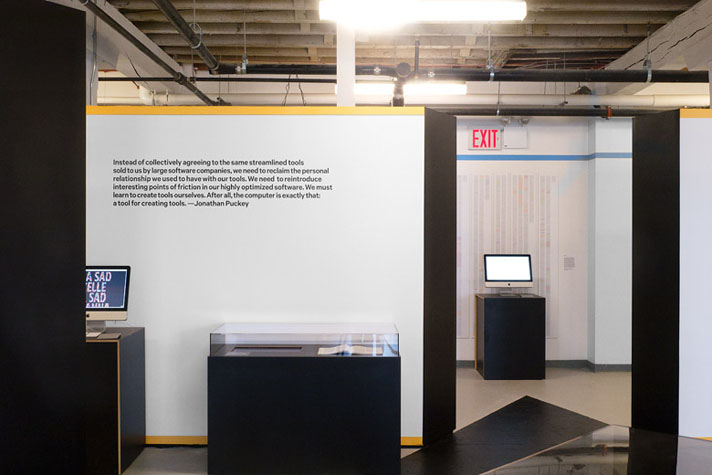 Instead of collectively agreeing to the same streamlined tools
sold to us by large software companies, we need to reclaim the personal
relationship we used to have with our tools. We need to reintroduce
interesting points of friction in our highly optimized software. We must
learn to create tools ourselves. After all, the computer is exactly that:
a tool for creating tools. —Jonathan Puckey
EXIT
A SAD
ELLE
SAD